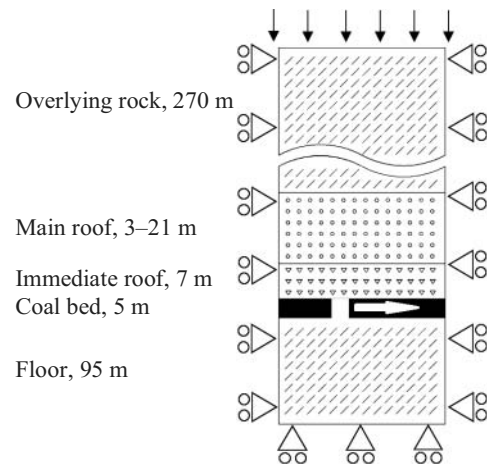 Overlying rock, 270 m
Main roof, 3–21 m
Immediate roof, 7 m
Coal bed, 5 m
Floor, 95 m